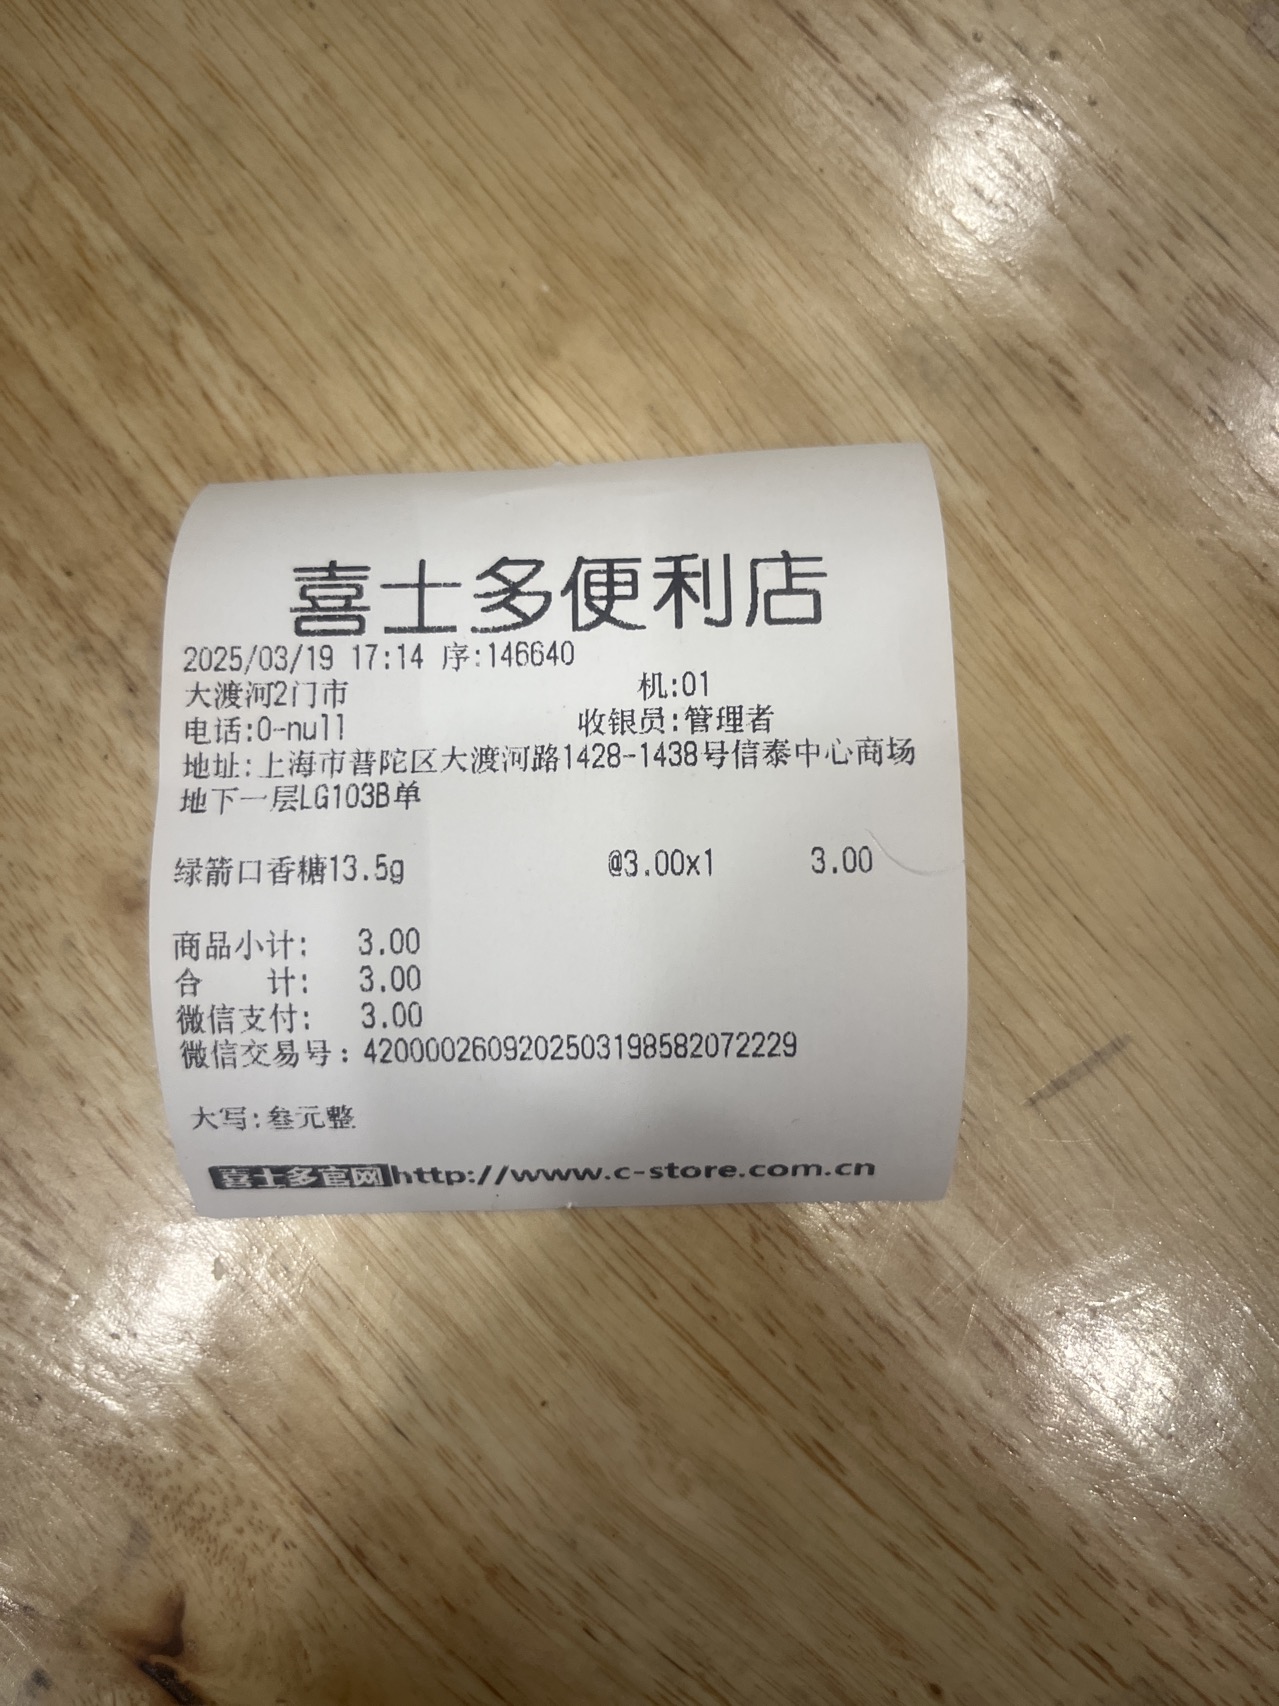 喜士多便利店
2025/03/19 17:14 序:146640
大渡河2门市 机:01
电话:0-null 收银员:管理者
地址:上海市普陀区大渡河路1428-1438号信泰中心商场
地下一层LG103B单
绿箭口香糖13.5g @3.00x1 3.00
商品小计: 3.00
合 计: 3.00
微信支付: 3.00
微信交易号: 4200002609202503198582072229
大写:叁元整
喜士多官网http://www.c-store.com.cn